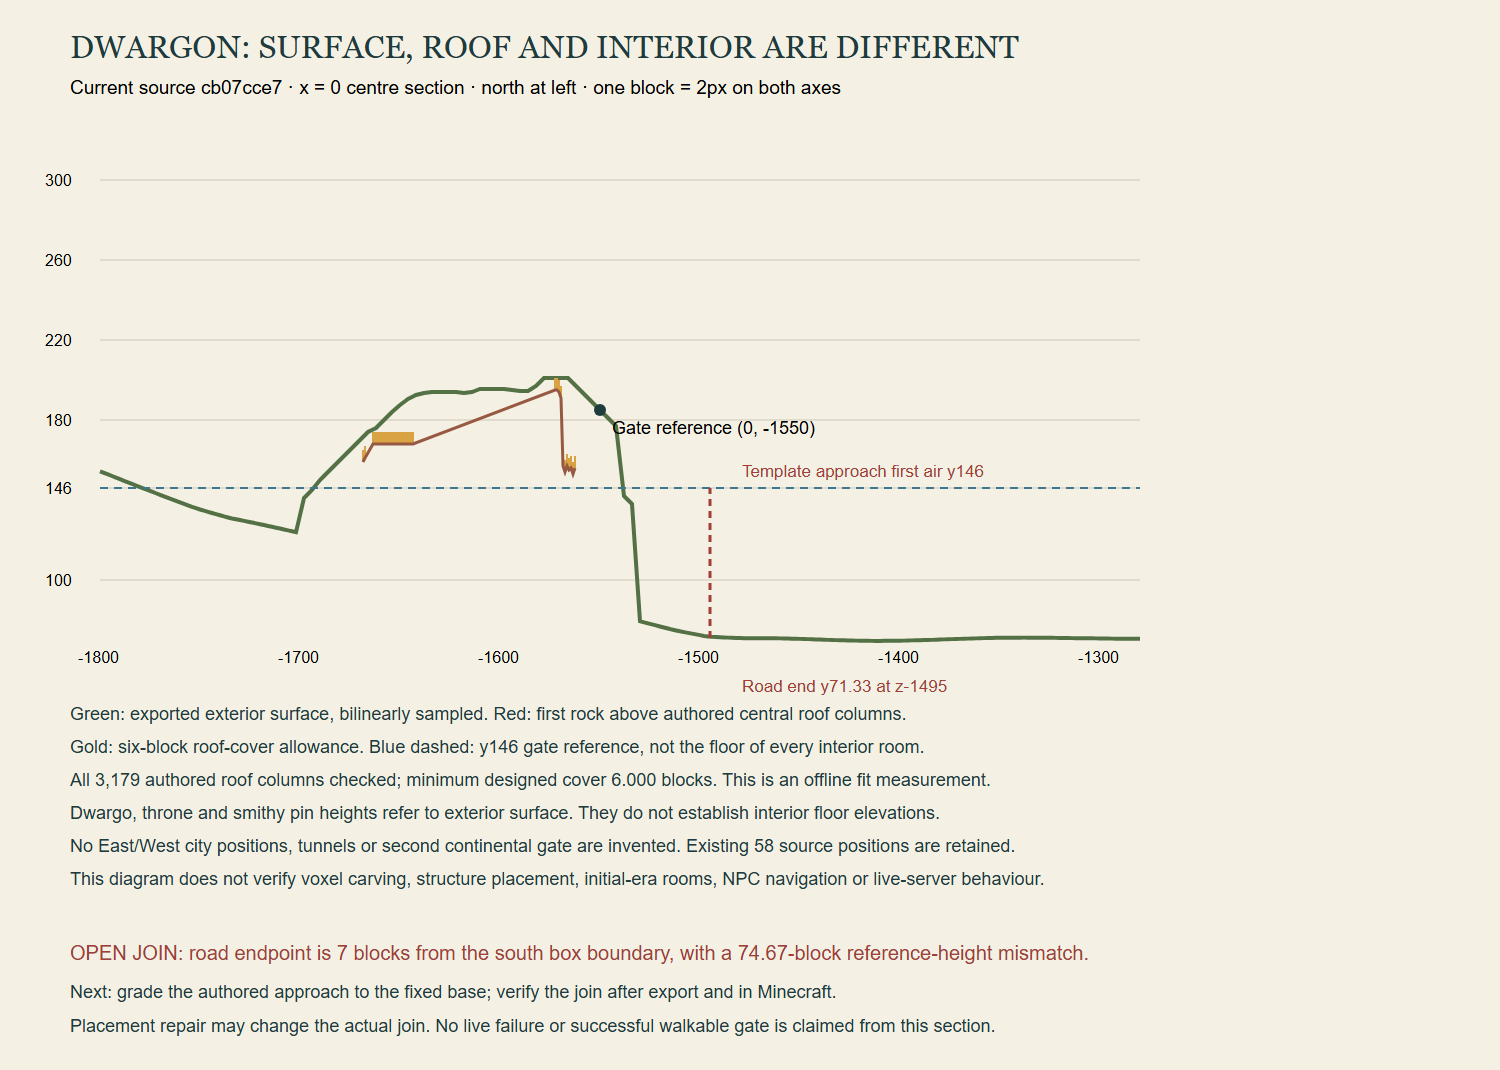 DWARGON: SURFACE, ROOF AND INTERIOR ARE DIFFERENT
Current source cb07cce7 · x = 0 centre section · north at left · one block = 2px on both axes
300
260
220
180
Gate reference (0, -1550)
Template approach first air y146
146
100
-1800
-1700
-1600
-1500
-1400
-1300
Road end y71.33 at z-1495
Green: exported exterior surface, bilinearly sampled. Red: first rock above authored central roof columns.
Gold: six-block roof-cover allowance. Blue dashed: y146 gate reference, not the floor of every interior room.
All 3,179 authored roof columns checked; minimum designed cover 6.000 blocks. This is an offline fit measurement.
Dwargo, throne and smithy pin heights refer to exterior surface. They do not establish interior floor elevations.
No East/West city positions, tunnels or second continental gate are invented. Existing 58 source positions are retained.
This diagram does not verify voxel carving, structure placement, initial-era rooms, NPC navigation or live-server behaviour.
OPEN JOIN: road endpoint is 7 blocks from the south box boundary, with a 74.67-block reference-height mismatch.
Next: grade the authored approach to the fixed base; verify the join after export and in Minecraft.
Placement repair may change the actual join. No live failure or successful walkable gate is claimed from this section.